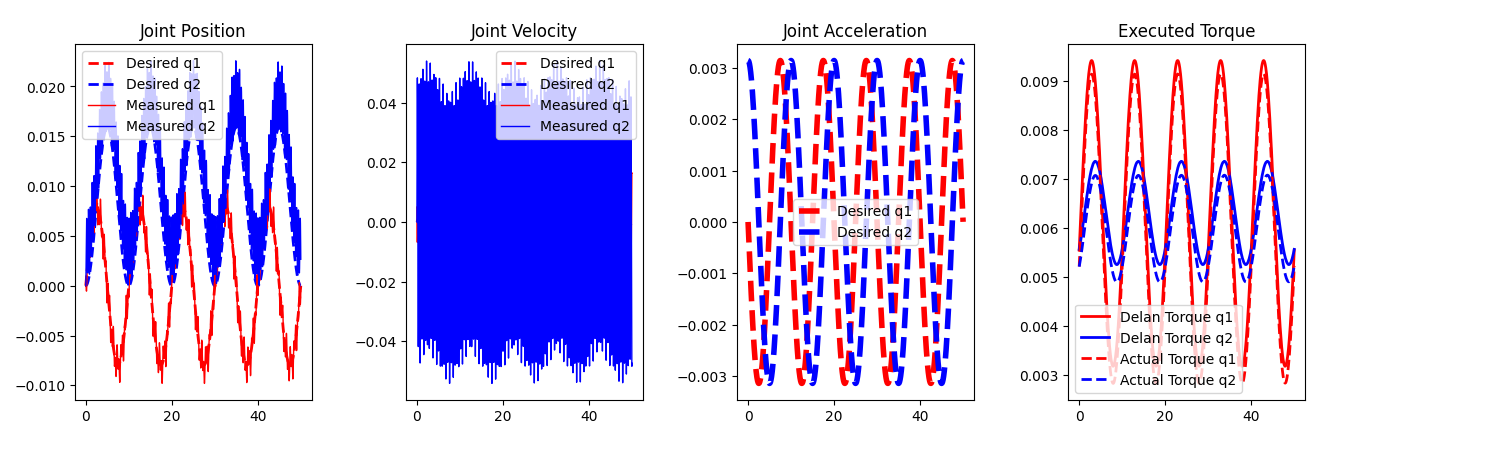 Joint Position
Desired q1
Desired q2
Measured q1
Measured q2
0.020
0.015
0.010
0.005
0.000
−0.005
−0.010
0
20
40
Joint Velocity
Desired q1
Desired q2
Measured q1
Measured q2
0.04
0.02
0.00
−0.02
−0.04
0
20
40
Joint Acceleration
0.003
0.002
0.001
0.000
−0.001
−0.002
−0.003
Desired q1
Desired q2
0
20
40
Executed Torque
0.009
0.008
0.007
0.006
0.005
0.004
0.003
Delan Torque q1
Delan Torque q2
Actual Torque q1
Actual Torque q2
0
20
40